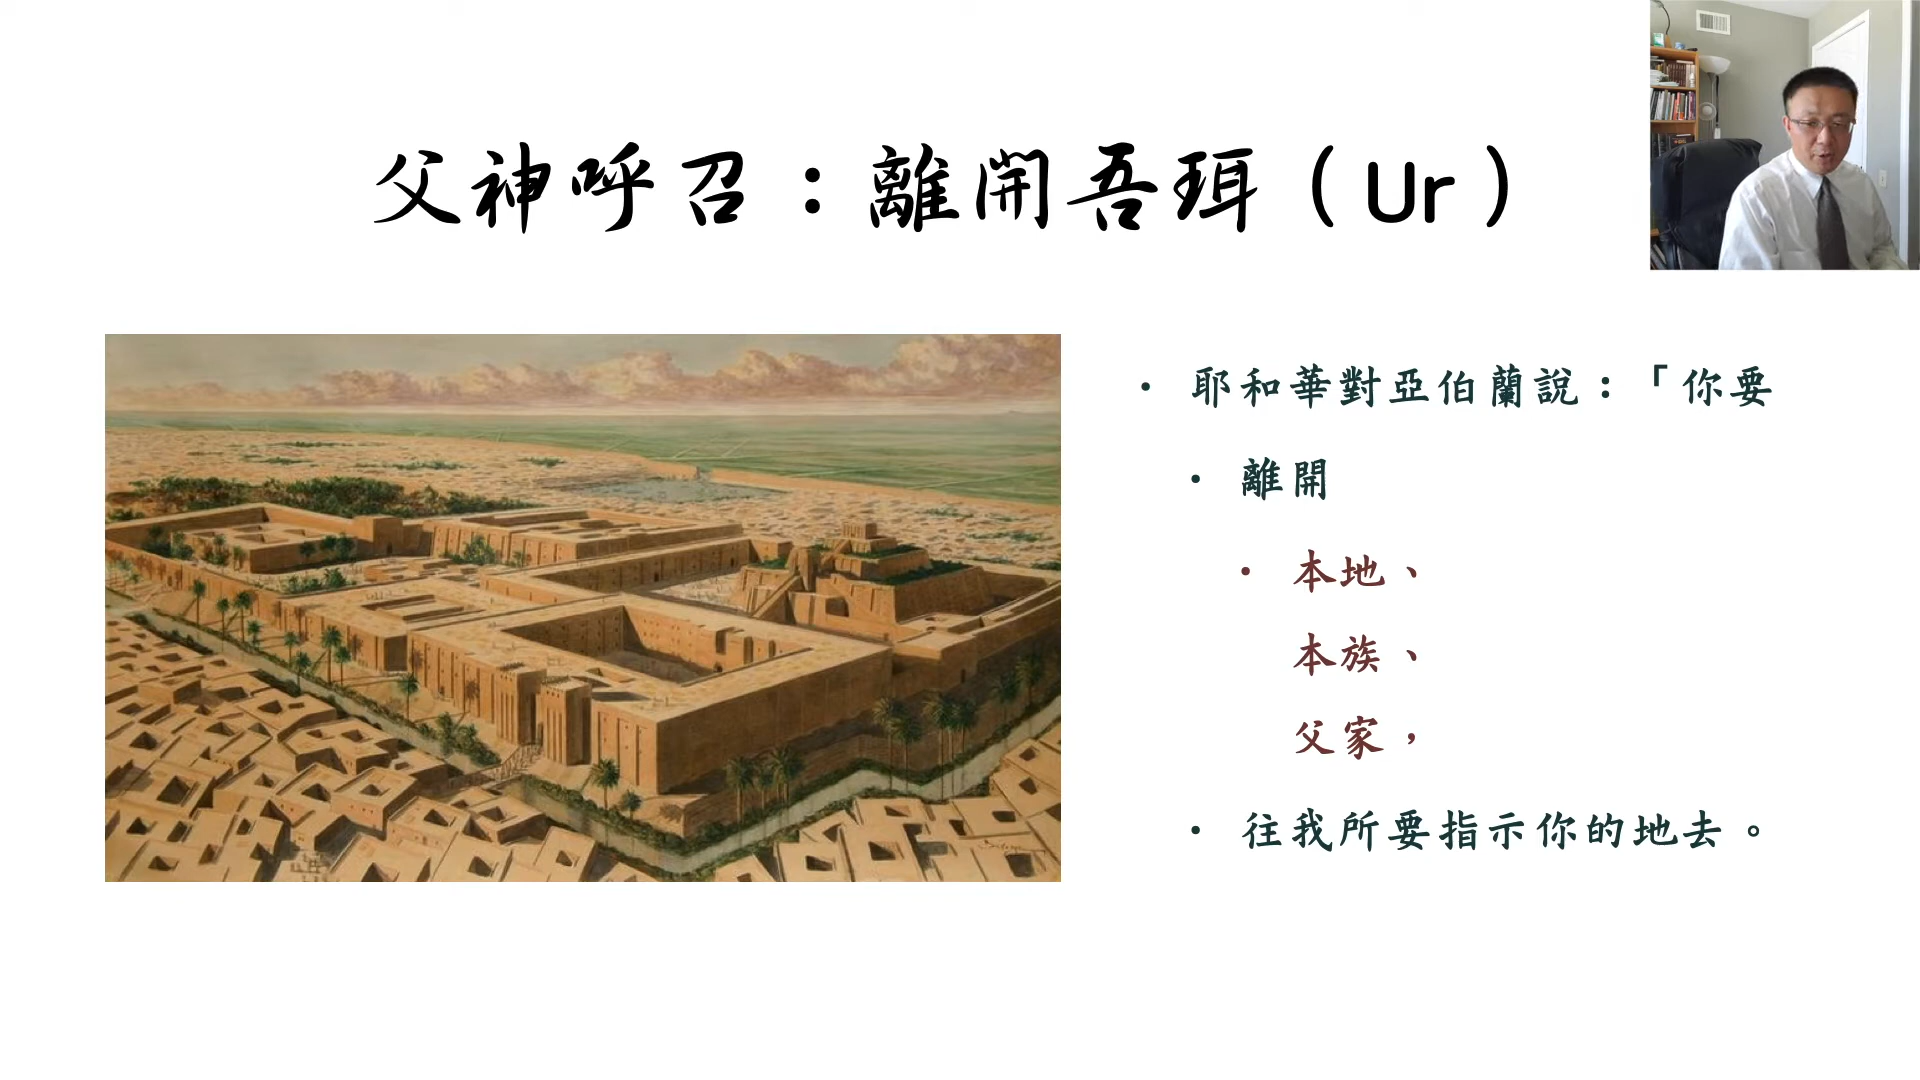 父神呼召：離開吾珥（Ur）
• 耶和華對亞伯蘭說：「你要
• 離開
• 本地、
本族、
父家，
• 往我所要指示你的地去。